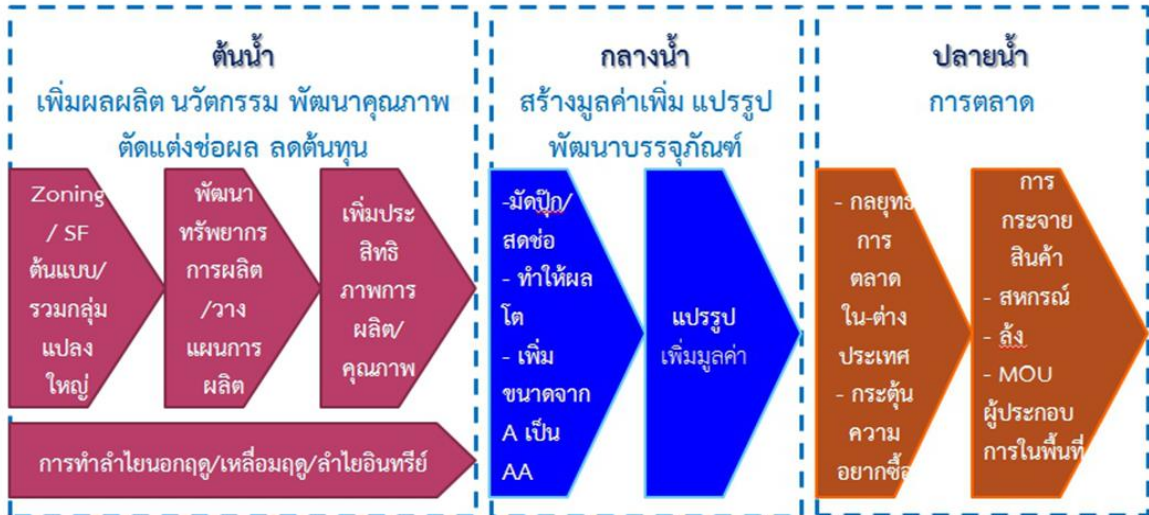 ต้นน้ำ
เพิ่มผลผลิต นวัตกรรม พัฒนาคุณภาพ
ตัดแต่งช่อผล ลดต้นทุน
Zoning
/ SF
ต้นแบบ/
รวมกลุ่ม
แปลง
ใหญ่
พัฒนา
ทรัพยากร
การผลิต
/วาง
แผนการ
ผลิต
เพิ่มประ
สิทธิ
ภาพการ
ผลิต/
คุณภาพ
การทำลำไยนอกฤดู/เหลื่อมฤดู/ลำไยอินทรีย์
กลางน้ำ
สร้างมูลค่าเพิ่ม แปรรูป
พัฒนาบรรจุภัณฑ์
-มัดปุ๊ก/
สดช่อ
- ทำให้ผล
โต
- เพิ่ม
ขนาดจาก
A เป็น
AA
แปรรูป
เพิ่มมูลค่า
ปลายน้ำ
การตลาด
- กลยุทธ์
การ
ตลาด
ใน-ต่าง
ประเทศ
- กระตุ้น
ความ
อยากซื้อ
การ
กระจาย
สินค้า
- สหกรณ์
- ล้ง
- MOU
ผู้ประกอบ
การในพื้นที่